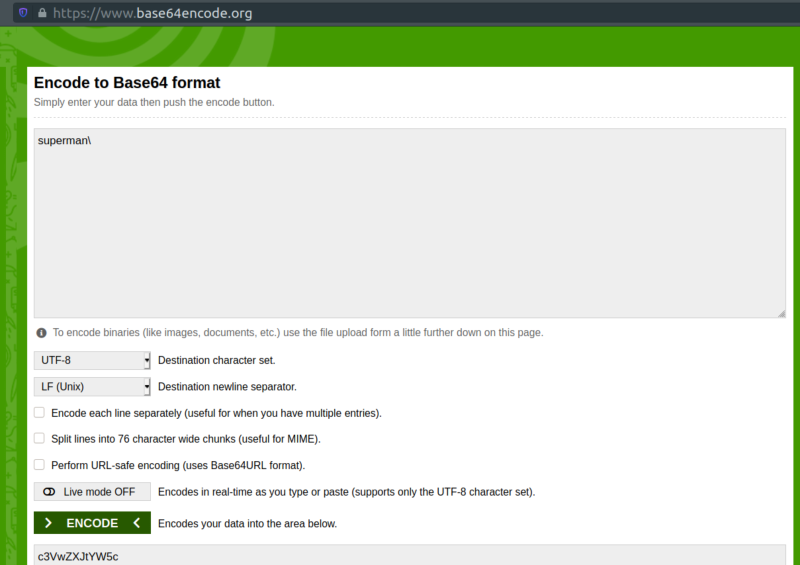 https://www.base64encode.org
Encode to Base64 format
Simply enter your data then push the encode button.
superman\
To encode binaries (like images, documents, etc.) use the file upload form a little further down on this page.
UTF-8 Destination character set.
LF (Unix) Destination newline separator.
Encode each line separately (useful for when you have multiple entries).
Split lines into 76 character wide chunks (useful for MIME).
Perform URL-safe encoding (uses Base64URL format).
Live mode OFF Encodes in real-time as you type or paste (supports only the UTF-8 character set).
> ENCODE < Encodes your data into the area below.
c3VwZXJtYW5c